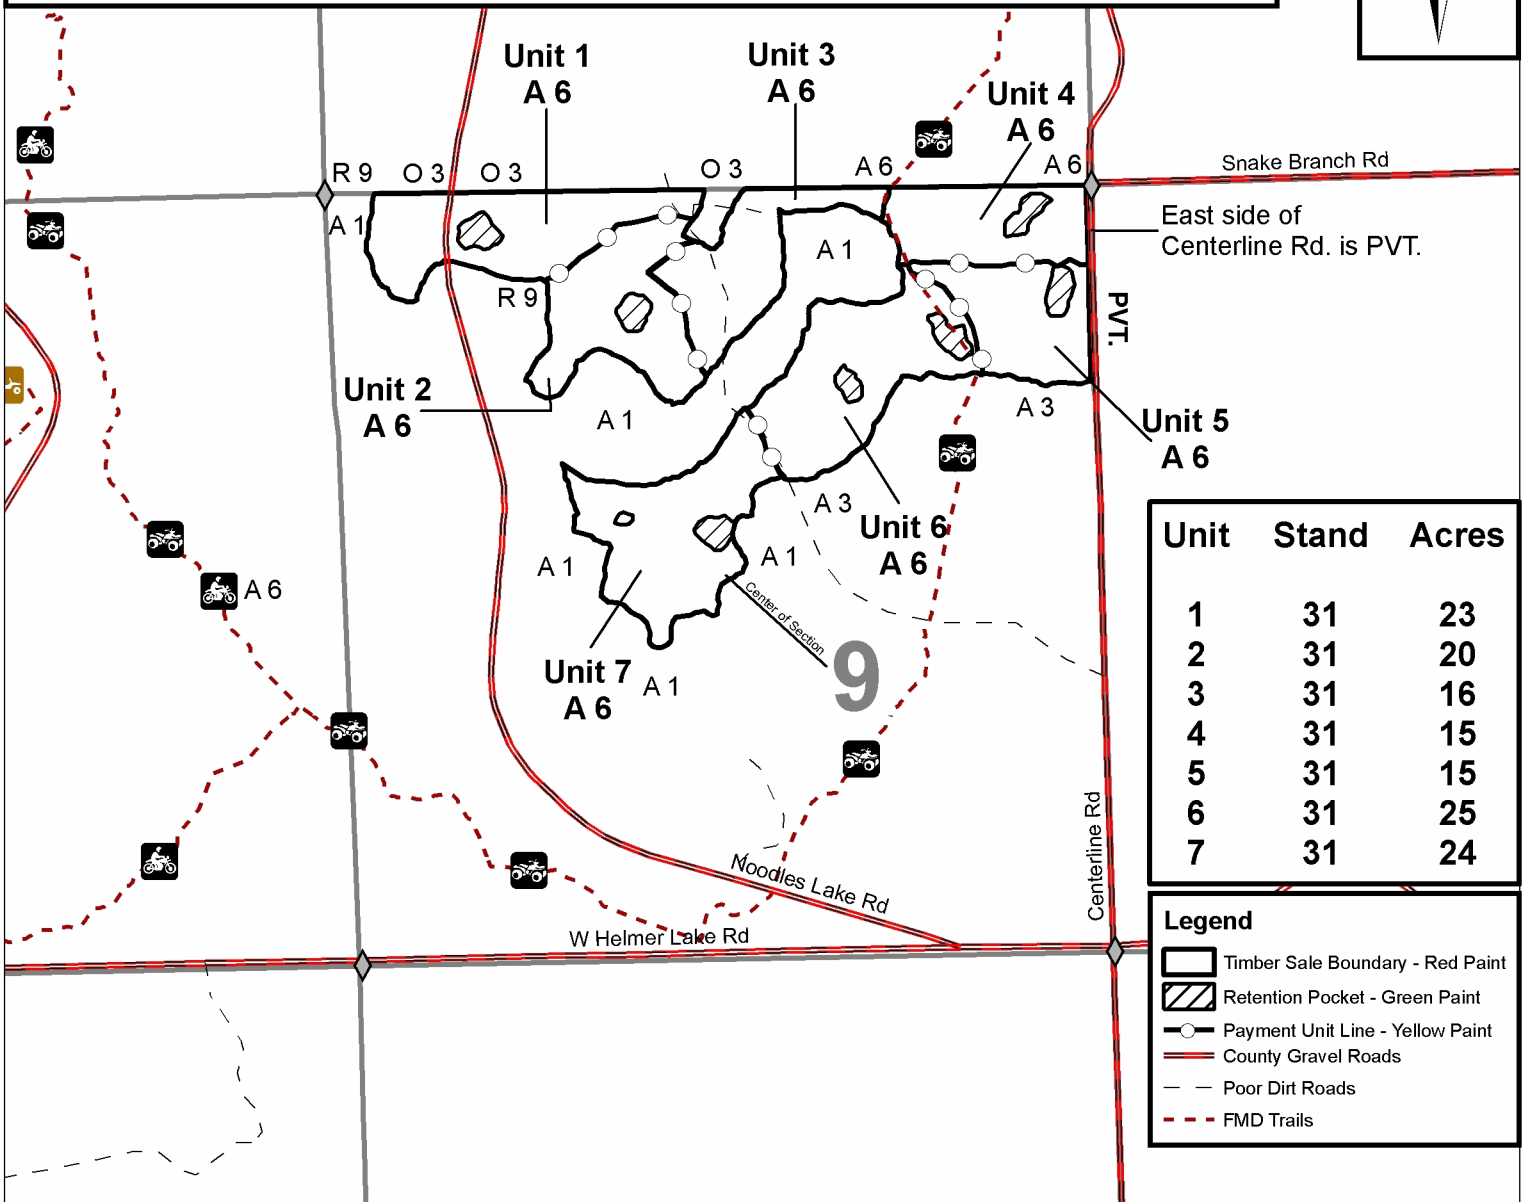 Unit 1
A 6
Unit 3
A 6
Unit 4
A 6
R 9
O 3
O 3
O 3
A 6
A 6
Snake Branch Rd
A 1
East side of
Centerline Rd. is PVT.
A 1
R 9
PVT.
Unit 2
A 6
A 1
A 3
Unit 5
A 6
A 3
Unit 6
A 6
A 1
A 1
A 6
Center of Section
9
Unit 7
A 6
A 1
Unit Stand Acres
1 31 23
2 31 20
3 31 16
4 31 15
5 31 15
6 31 25
7 31 24
Centerline Rd
Noodles Lake Rd
W Helmer Lake Rd
Legend
Timber Sale Boundary - Red Paint
Retention Pocket - Green Paint
Payment Unit Line - Yellow Paint
County Gravel Roads
Poor Dirt Roads
FMD Trails